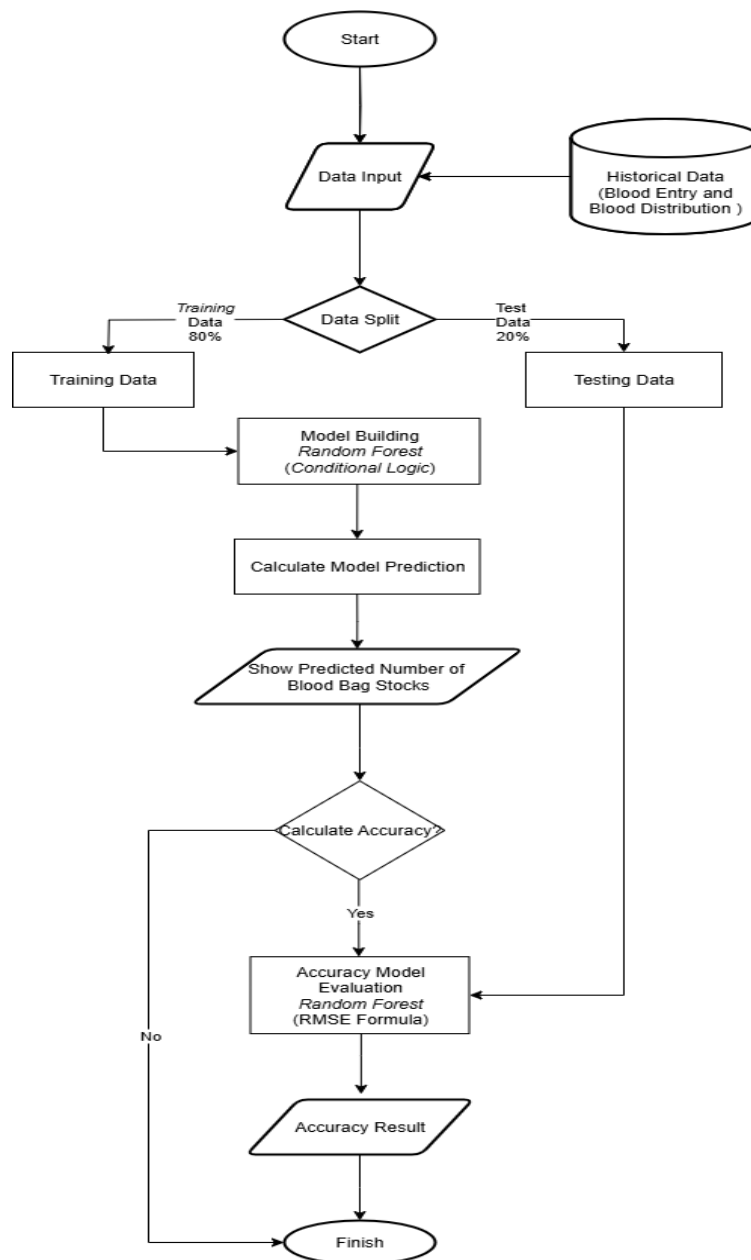 Start
Data Input
Historical Data
(Blood Entry and
Blood Distribution )
Training
Data
80%
Data Split
Test
Data
20%
Training Data
Testing Data
Model Building
Random Forest
(Conditional Logic)
Calculate Model Prediction
Show Predicted Number of
Blood Bag Stocks
Calculate Accuracy?
Yes
Accuracy Model
Evaluation
Random Forest
(RMSE Formula)
No
Accuracy Result
Finish